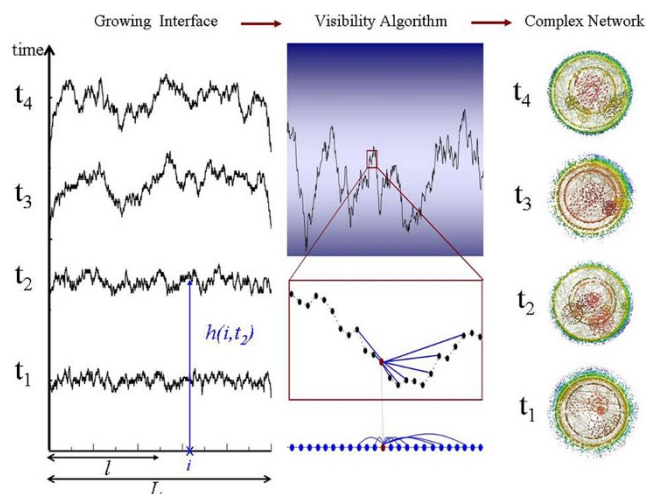 Growing Interface
Visibility Algorithm
Complex Network
time
t4
t3
t2
t1
h(i,t2)
l
i
L
t4
t3
t2
t1